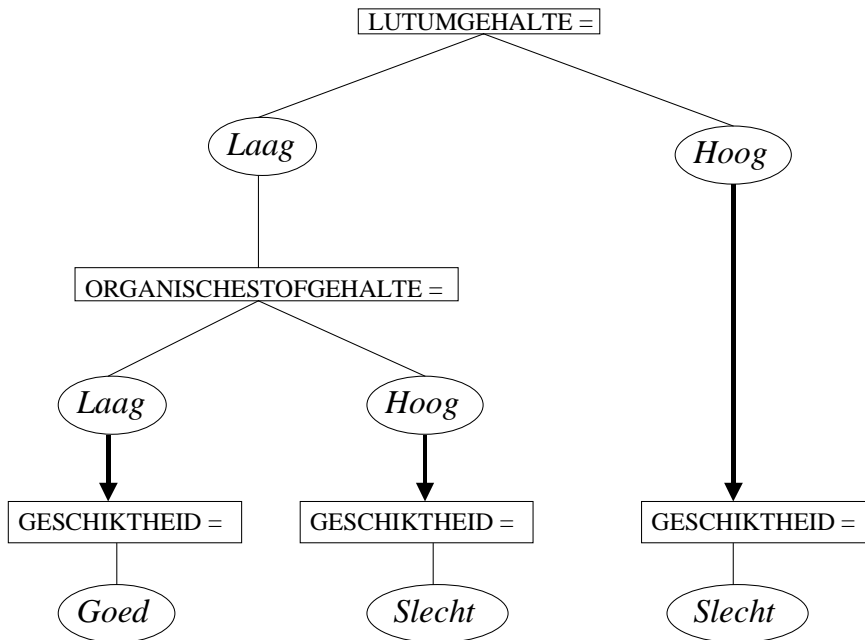 LUTUMGEHALTE =
Laag
Hoog
ORGANISCHESTOFGEHALTE =
Laag
Hoog
GESCHIKTHEID =
GESCHIKTHEID =
GESCHIKTHEID =
Goed
Slecht
Slecht